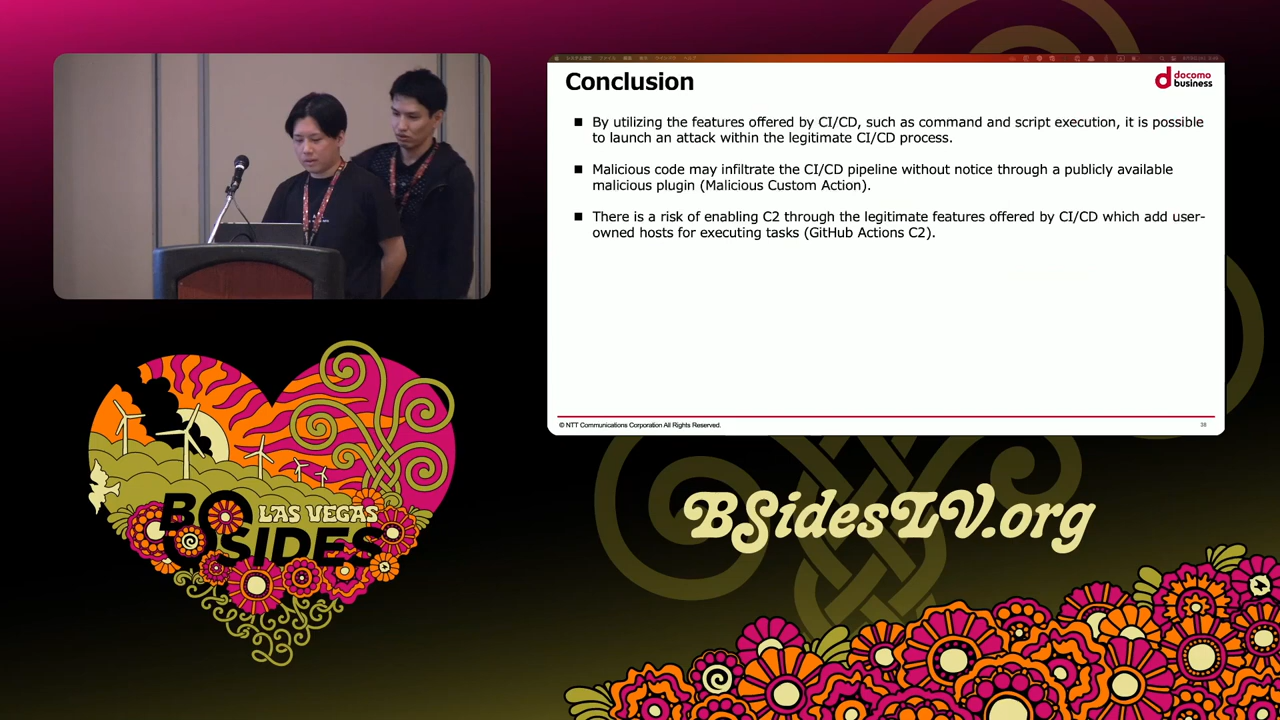 Conclusion
docomo
business
■ By utilizing the features offered by CI/CD, such as command and script execution, it is possible
to launch an attack within the legitimate CI/CD process.
■ Malicious code may infiltrate the CI/CD pipeline without notice through a publicly available
malicious plugin (Malicious Custom Action).
■ There is a risk of enabling C2 through the legitimate features offered by CI/CD which add user-
owned hosts for executing tasks (GitHub Actions C2).
© NTT Communications Corporation All Rights Reserved.
38
BSIDES
LAS VEGAS
BSidesLV.org